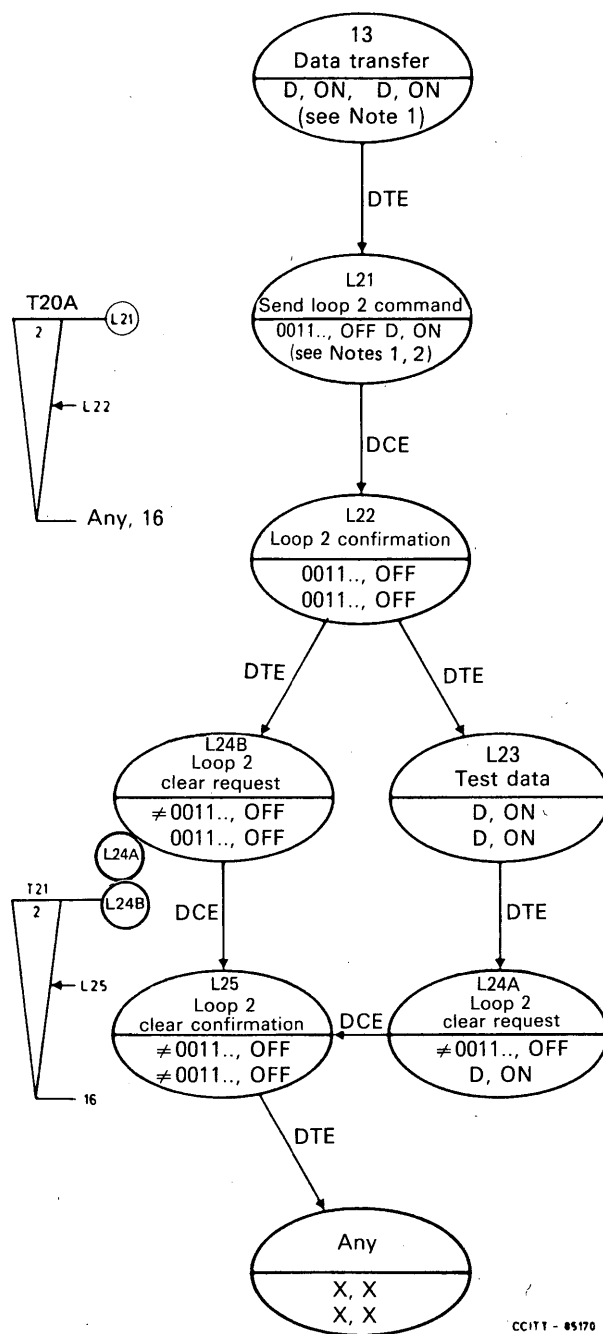 13
Data transfer
D, ON, D, ON
(see Note 1)
DTE
L21
Send loop 2 command
0011.., OFF D, ON
(see Notes 1, 2)
T20A
L21
2
L22
Any, 16
DCE
L22
Loop 2 confirmation
0011.., OFF
0011.., OFF
DTE
DTE
L24B
Loop 2
clear request
≠0011.., OFF
0011.., OFF
L23
Test data
D, ON
D, ON
L24A
T21
L24B
2
L25
16
DCE
DTE
L25
Loop 2
clear confirmation
≠0011.., OFF
≠0011.., OFF
DCE
L24A
Loop 2
clear request
≠0011.., OFF
D, ON
DTE
Any
X, X
X, X
CCITT - 85170